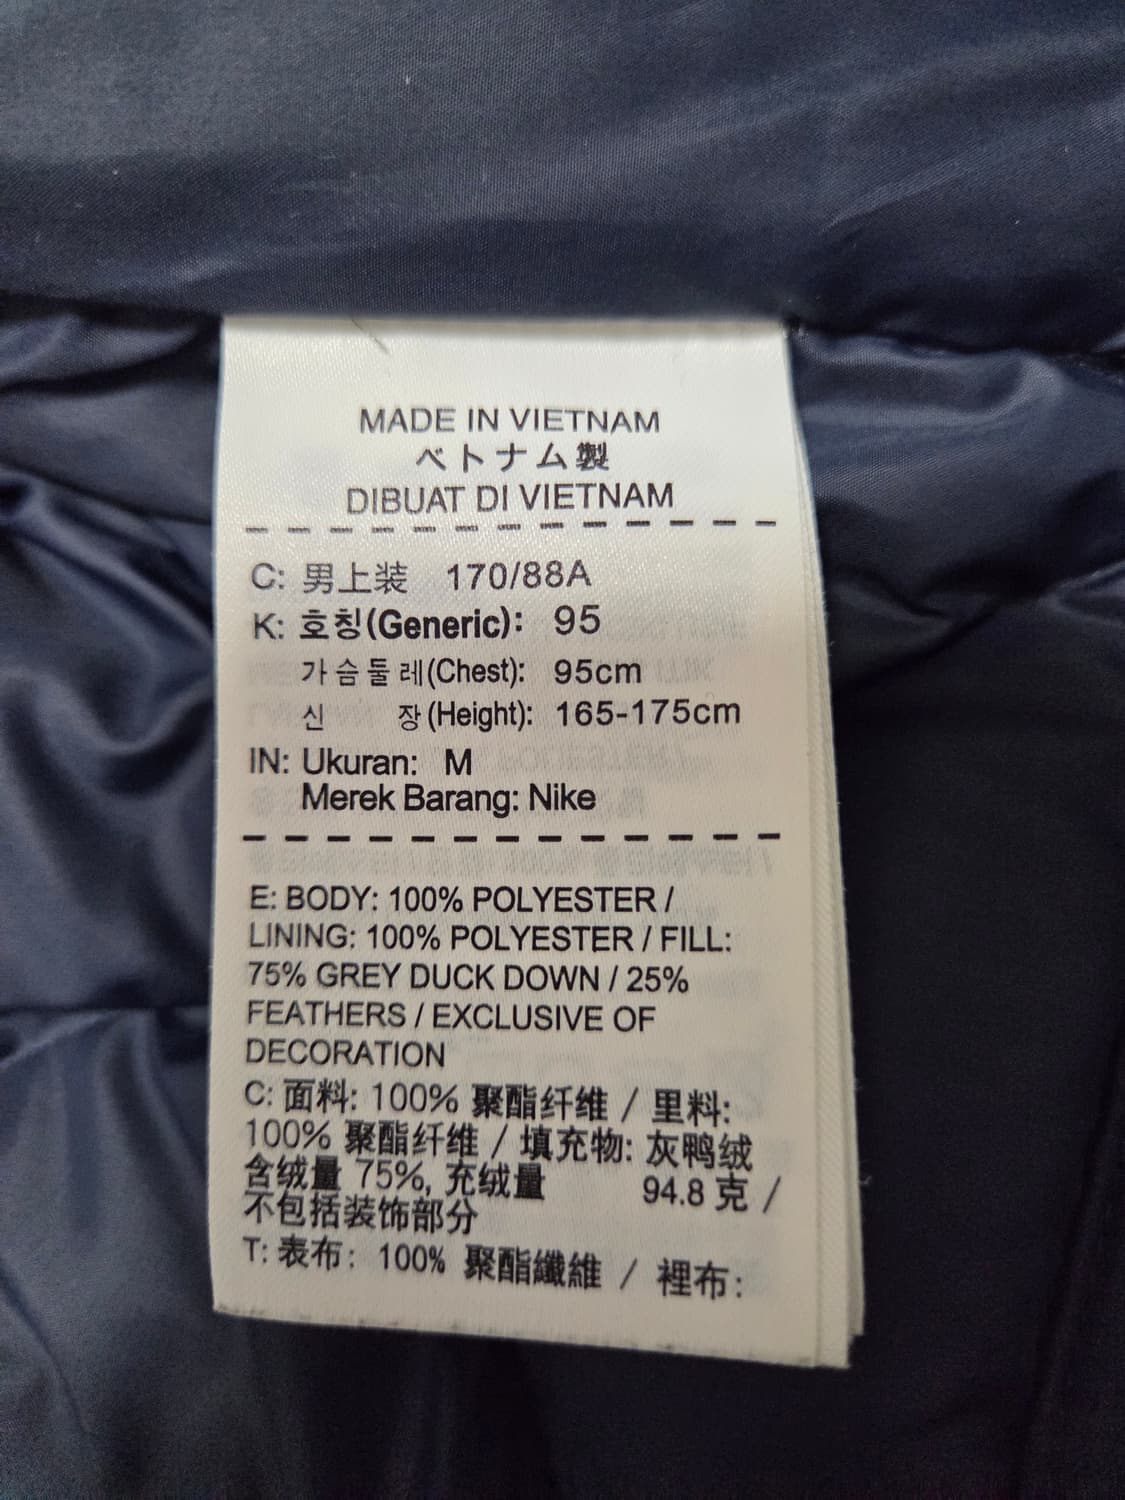 MADE IN VIETNAM
ベトナム製
DIBUAT DI VIETNAM
C: 男上装 170/88A
K: 호칭(Generic): 95
가슴둘레(Chest): 95cm
신 장(Height): 165-175cm
IN: Ukuran: M
Merek Barang: Nike
E: BODY: 100% POLYESTER /
LINING: 100% POLYESTER / FILL:
75% GREY DUCK DOWN / 25%
FEATHERS / EXCLUSIVE OF
DECORATION
C: 面料: 100% 聚酯纤维 / 里料:
100% 聚酯纤维 / 填充物: 灰鸭绒
含绒量 75%, 充绒量 94.8 克 /
不包括装饰部分
T: 表布: 100% 聚酯纖維 / 裡布: